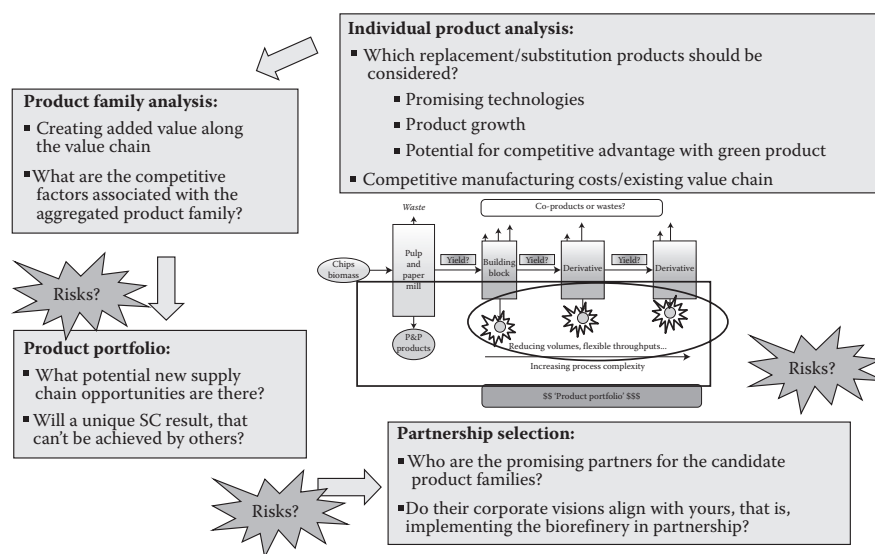 Individual product analysis:
▪ Which replacement/substitution products should be
considered?
▪ Promising technologies
▪ Product growth
▪ Potential for competitive advantage with green product
▪ Competitive manufacturing costs/existing value chain
Product family analysis:
▪ Creating added value along
the value chain
▪ What are the competitive
factors associated with the
aggregated product family?
Risks?
Product portfolio:
▪ What potential new supply
chain opportunities are there?
▪ Will a unique SC result, that
can't be achieved by others?
Risks?
Partnership selection:
▪ Who are the promising partners for the candidate
product families?
▪ Do their corporate visions align with yours, that is,
implementing the biorefinery in partnership?
Risks?
Waste
Co-products or wastes?
Chips
biomass
Pulp
and
paper
mill
Yield?
Building
block
Yield?
Derivative
Yield?
Derivative
P&P
products
Reducing volumes, flexible throughputs...
Increasing process complexity
$$ 'Product portfolio' $$$